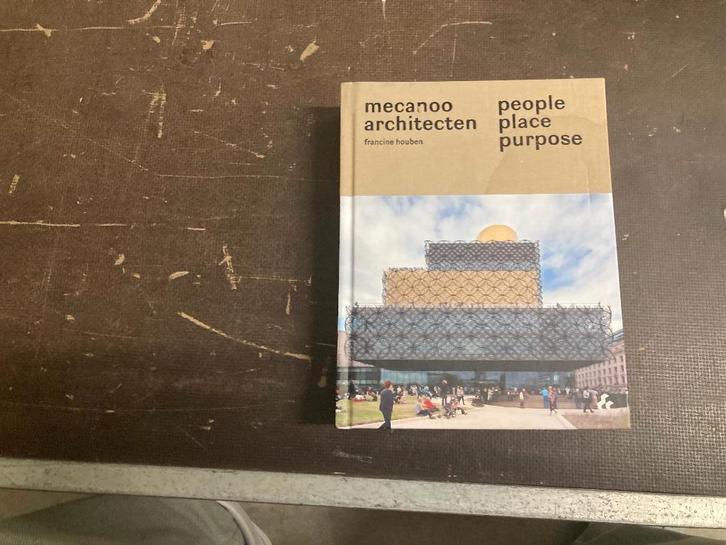 mecanoo
architecten
francine houben
people
place
purpose